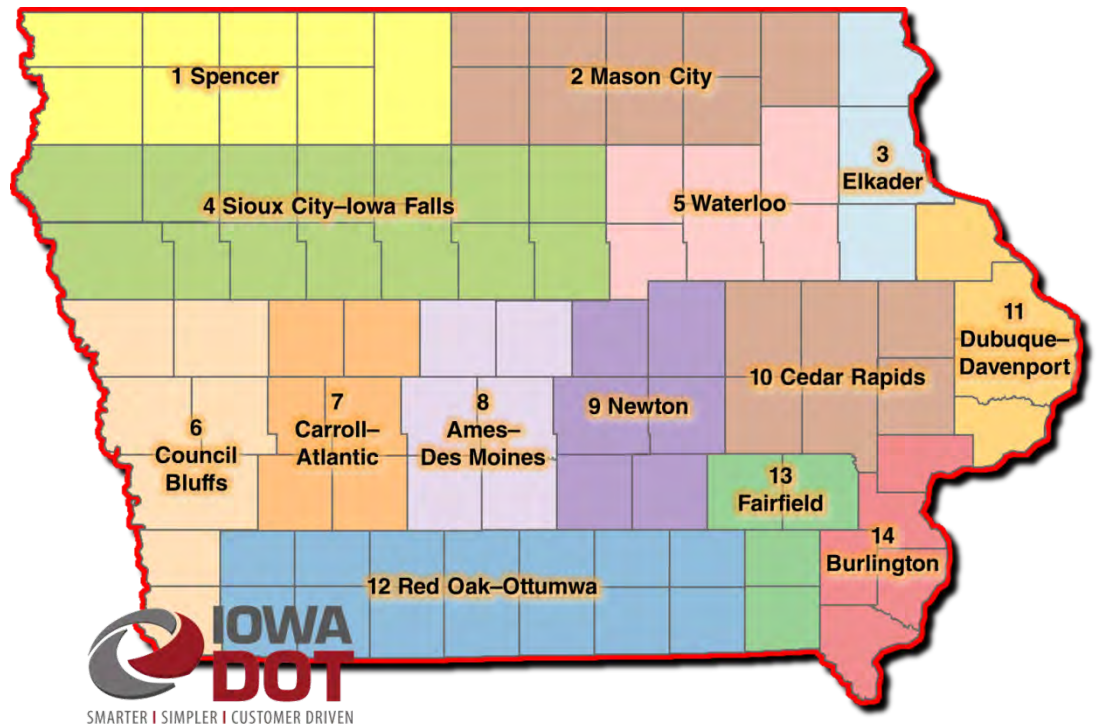 1 Spencer
2 Mason City
3
Elkader
4 Sioux City–Iowa Falls
5 Waterloo
6
Council
Bluffs
7
Carroll–
Atlantic
8
Ames–
Des Moines
9 Newton
10 Cedar Rapids
11
Dubuque–
Davenport
12 Red Oak–Ottumwa
13
Fairfield
14
Burlington
IOWA
DOT
SMARTER | SIMPLER | CUSTOMER DRIVEN